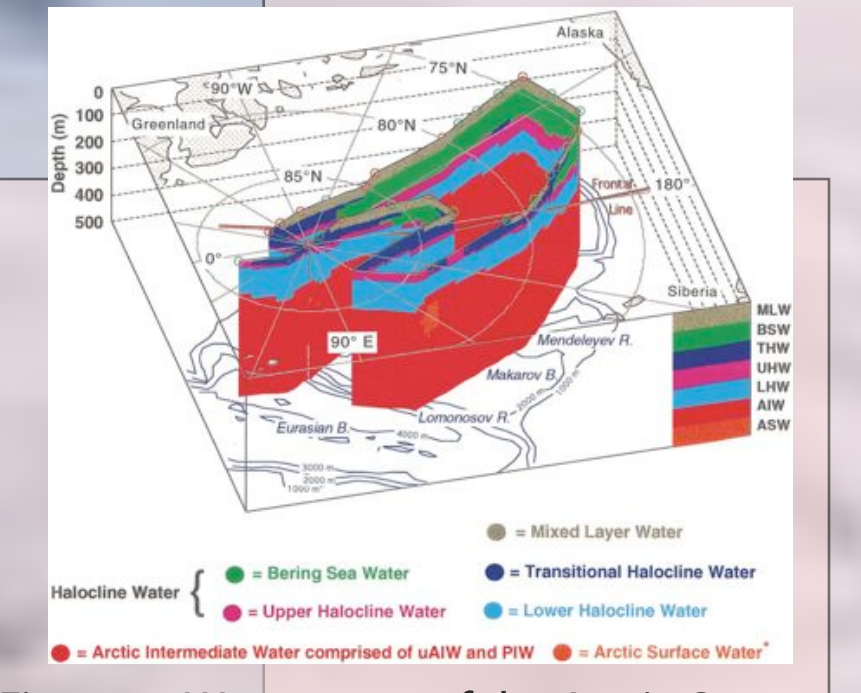 Alaska
75°N
0
90°W
100
Greenland
80°N
200
Depth (m)
300
85°N
400
Frontal
180°
500
Line
0°
Siberia
MLW
BSW
90° E
THW
Mendeleyev R.
UHW
Makarov B.
LHW
1000 m
2000 m
AIW
Lomonosov R.
ASW
Eurasian B.
4000 m
3000 m
2000 m
1000 m
= Mixed Layer Water
Halocline Water {
= Bering Sea Water
= Transitional Halocline Water
= Upper Halocline Water
= Lower Halocline Water
= Arctic Intermediate Water comprised of uAIW and PIW
= Arctic Surface Water*